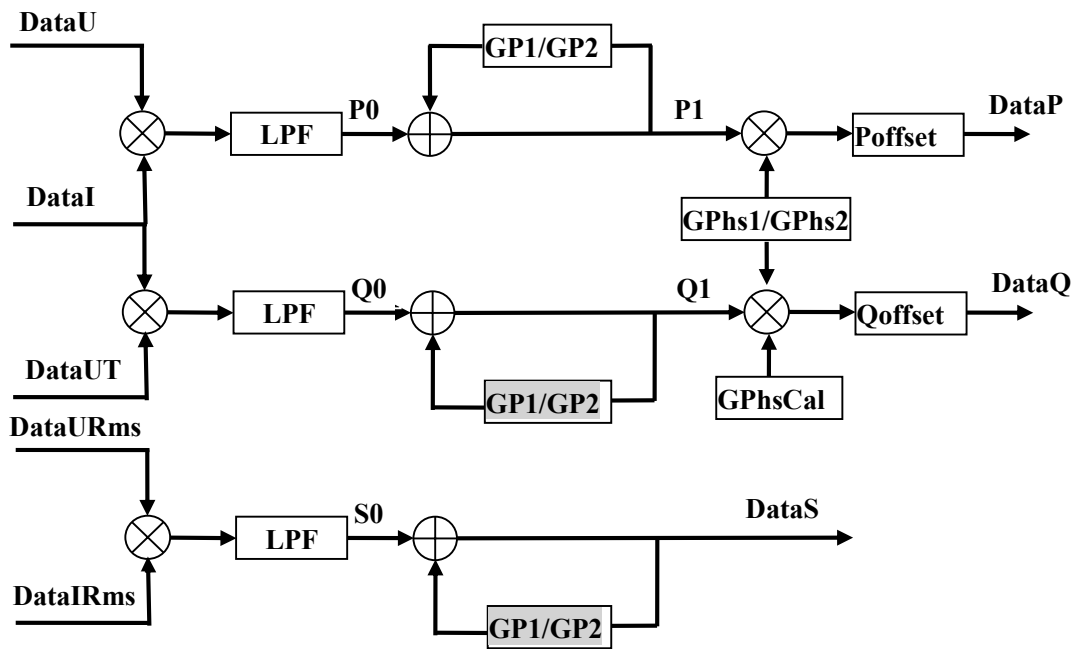 DataU
GP1/GP2
P0
P1
DataP
LPF
Poffset
DataI
GPhs1/GPhs2
Q0
Q1
DataQ
LPF
Qoffset
DataUT
GP1/GP2
GPhsCal
DataURms
S0
DataS
LPF
DataIRms
GP1/GP2